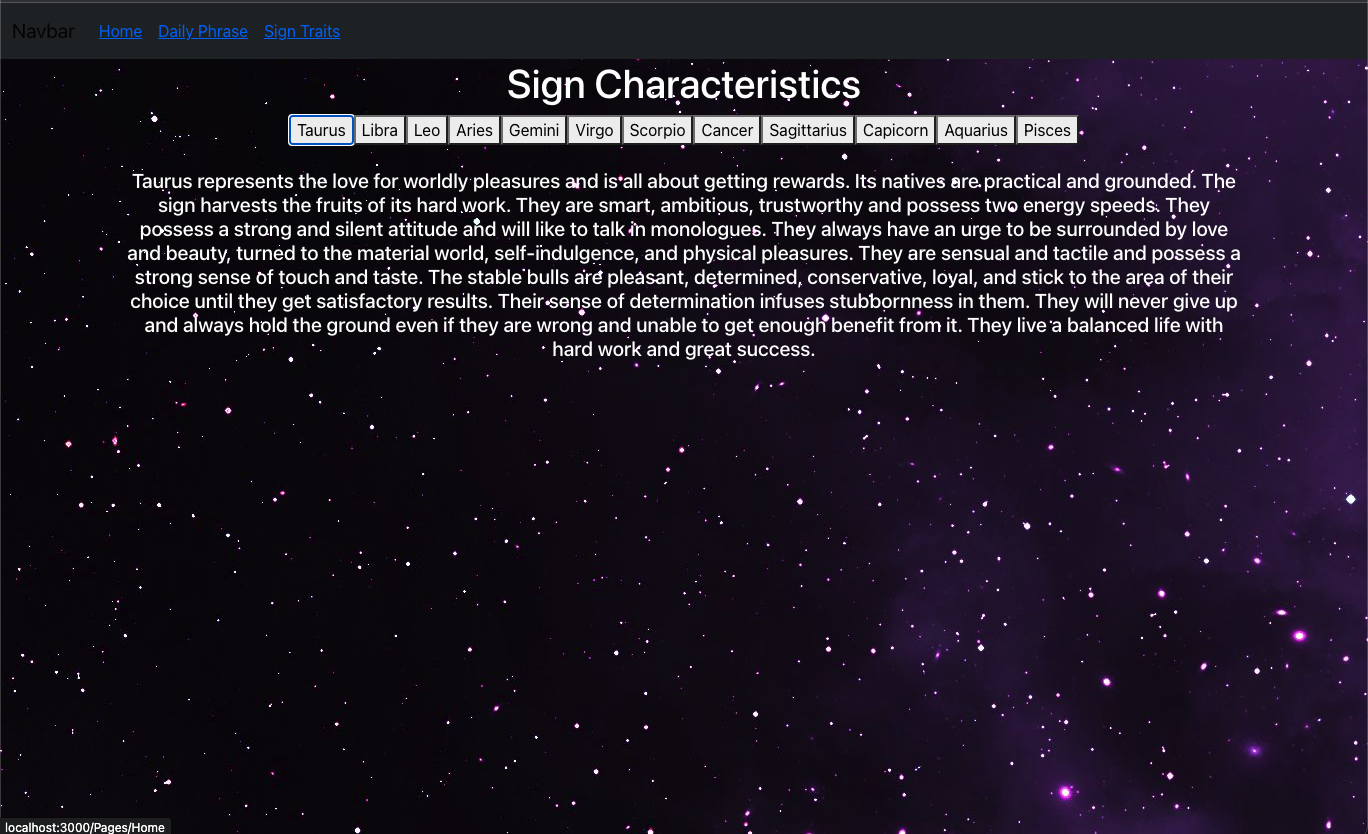 Navbar Home Daily Phrase Sign Traits
Sign Characteristics
Taurus Libra Leo Aries Gemini Virgo Scorpio Cancer Sagittarius Capicorn Aquarius Pisces
Taurus represents the love for worldly pleasures and is all about getting rewards. Its natives are practical and grounded. The
sign harvests the fruits of its hard work. They are smart, ambitious, trustworthy and possess two energy speeds. They
possess a strong and silent attitude and will like to talk in monologues. They always have an urge to be surrounded by love
and beauty, turned to the material world, self-indulgence, and physical pleasures. They are sensual and tactile and possess a
strong sense of touch and taste. The stable bulls are pleasant, determined, conservative, loyal, and stick to the area of their
choice until they get satisfactory results. Their sense of determination infuses stubbornness in them. They will never give up
and always hold the ground even if they are wrong and unable to get enough benefit from it. They live a balanced life with
hard work and great success.
localhost:3000/Pages/Home